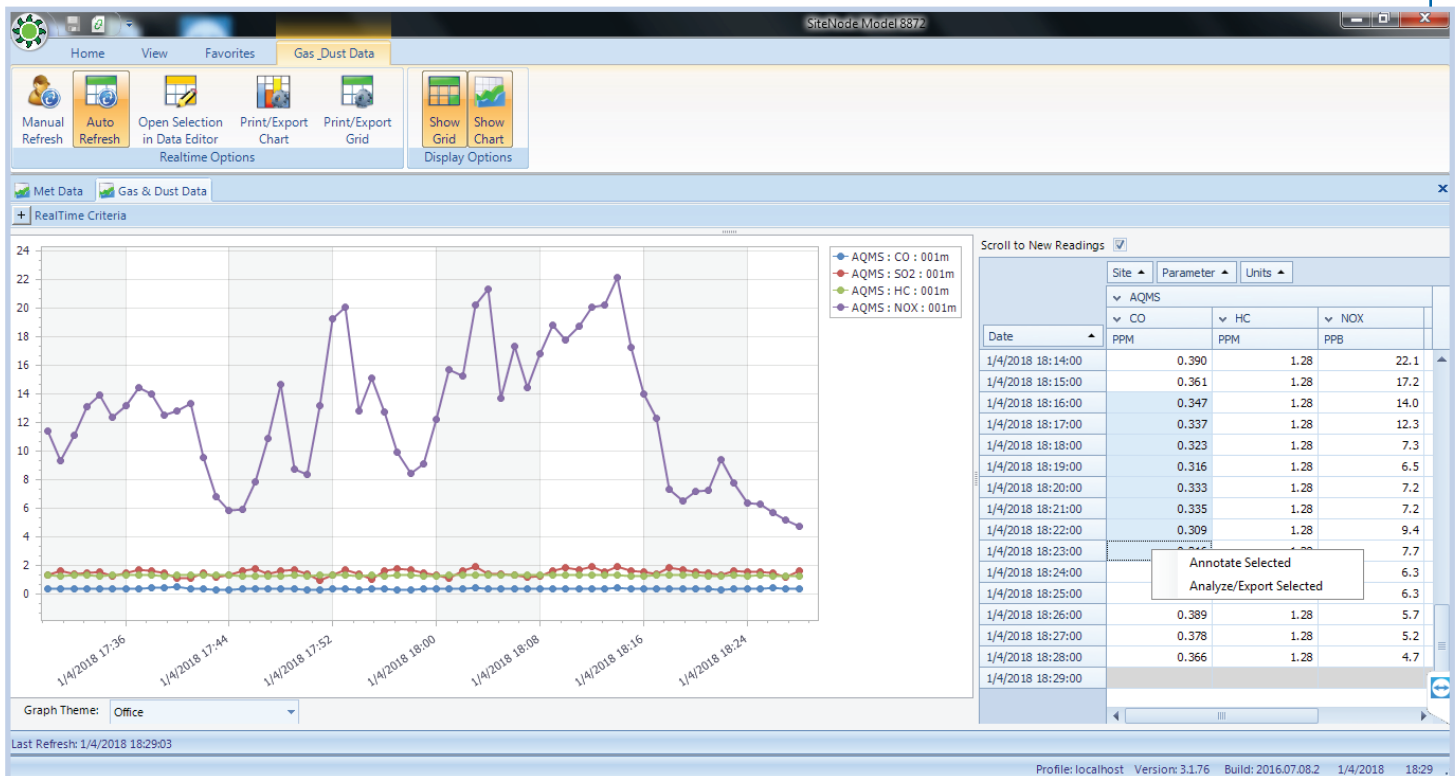 SiteNode Model 8872
Home View Favorites Gas _Dust Data
Manual Refresh
Auto Refresh
Open Selection in Data Editor
Print/Export Chart
Print/Export Grid
Show Grid
Show Chart
Realtime Options
Display Options
Met Data Gas & Dust Data
+ RealTime Criteria
24
22
20
18
16
14
12
10
8
6
4
2
0
1/4/2018 17:36
1/4/2018 17:44
1/4/2018 17:52
1/4/2018 18:00
1/4/2018 18:08
1/4/2018 18:16
1/4/2018 18:24
AQMS : CO : 001m
AQMS : SO2 : 001m
AQMS : HC : 001m
AQMS : NOX : 001m
Graph Theme: Office
Scroll to New Readings
Site Parameter Units
AQMS
CO HC NOX
Date PPM PPM PPB
1/4/2018 18:14:00 0.390 1.28 22.1
1/4/2018 18:15:00 0.361 1.28 17.2
1/4/2018 18:16:00 0.347 1.28 14.0
1/4/2018 18:17:00 0.337 1.28 12.3
1/4/2018 18:18:00 0.323 1.28 7.3
1/4/2018 18:19:00 0.316 1.28 6.5
1/4/2018 18:20:00 0.333 1.28 7.2
1/4/2018 18:21:00 0.335 1.28 7.2
1/4/2018 18:22:00 0.309 1.28 9.4
1/4/2018 18:23:00 7.7
1/4/2018 18:24:00 6.3
1/4/2018 18:25:00 6.3
1/4/2018 18:26:00 0.389 1.28 5.7
1/4/2018 18:27:00 0.378 1.28 5.2
1/4/2018 18:28:00 0.366 1.28 4.7
1/4/2018 18:29:00
Annotate Selected
Analyze/Export Selected
Last Refresh: 1/4/2018 18:29:03
Profile: localhost Version: 3.1.76 Build: 2016.07.08.2 1/4/2018 18:29